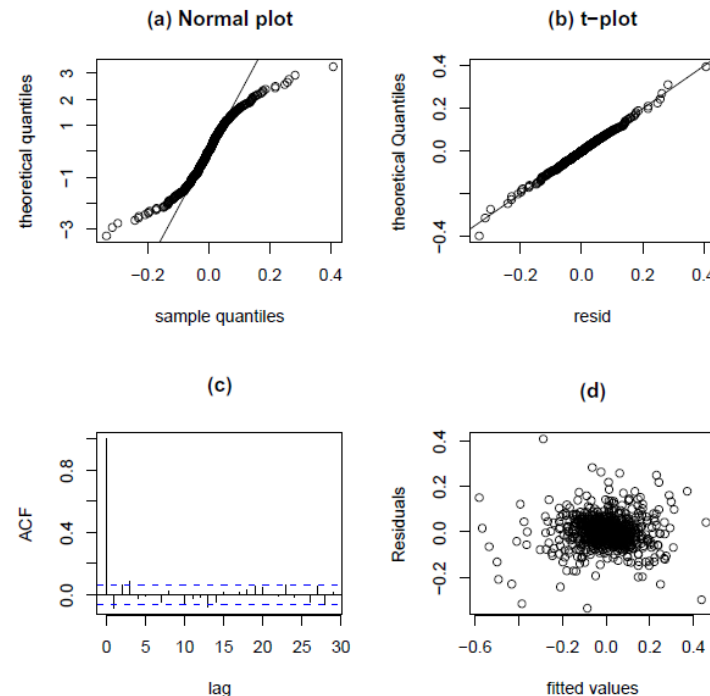 (a) Normal plot
theoretical quantiles
3
2
1
−1
−3
−0.2 0.0 0.2 0.4
sample quantiles
(b) t−plot
theoretical Quantiles
0.4
0.0
−0.4
−0.2 0.0 0.2 0.4
resid
(c)
ACF
0.8
0.4
0.0
0 5 10 15 20 25 30
lag
(d)
Residuals
0.4
0.2
0.0
−0.2
−0.6 −0.4 −0.2 0.0 0.2 0.4
fitted values